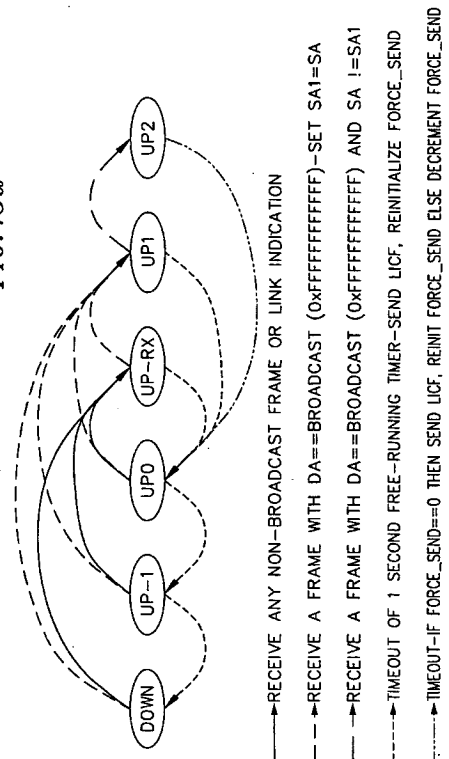 DOWN
UP-1
UP0
UP-RX
UP1
UP2
RECEIVE ANY NON-BROADCAST FRAME OR LINK INDICATION
RECEIVE A FRAME WITH DA==BROADCAST (0xFFFFFFFFFFFF)-SET SA1=SA
RECEIVE A FRAME WITH DA==BROADCAST (0xFFFFFFFFFFFF) AND SA !=SA1
TIMEOUT OF 1 SECOND FREE-RUNNING TIMER-SEND LICF, REINITIALIZE FORCE_SEND
TIMEOUT-IF FORCE_SEND==0 THEN SEND LICF, REINIT FORCE_SEND ELSE DECREMENT FORCE_SEND